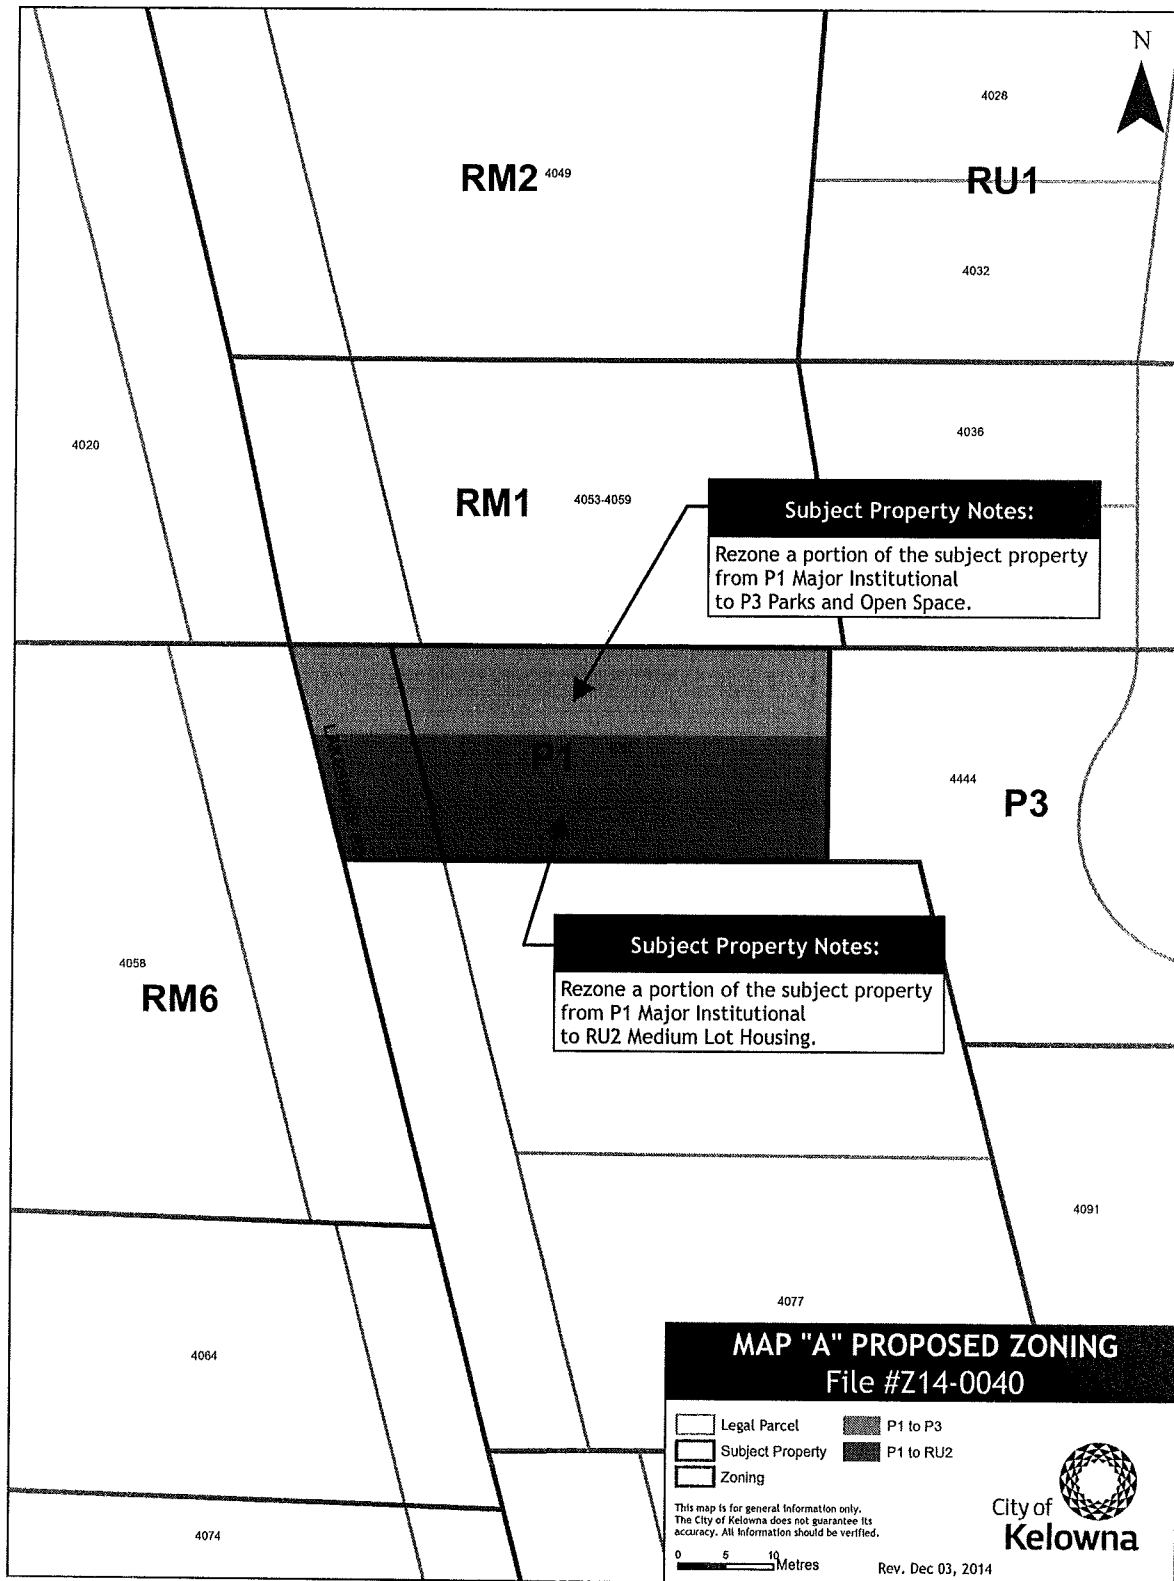 N
4028
RM2 4049
RU1
4032
4020
4036
RM1 4053-4059
Subject Property Notes:
Rezone a portion of the subject property
from P1 Major Institutional
to P3 Parks and Open Space.
P1
4444
P3
4058
RM6
Subject Property Notes:
Rezone a portion of the subject property
from P1 Major Institutional
to RU2 Medium Lot Housing.
4091
4077
4064
4074
MAP "A" PROPOSED ZONING
File #Z14-0040
Legal Parcel
P1 to P3
Subject Property
P1 to RU2
Zoning
This map is for general information only.
The City of Kelowna does not guarantee its
accuracy. All information should be verified.
0 5 10 Metres
City of
Kelowna
Rev. Dec 03, 2014